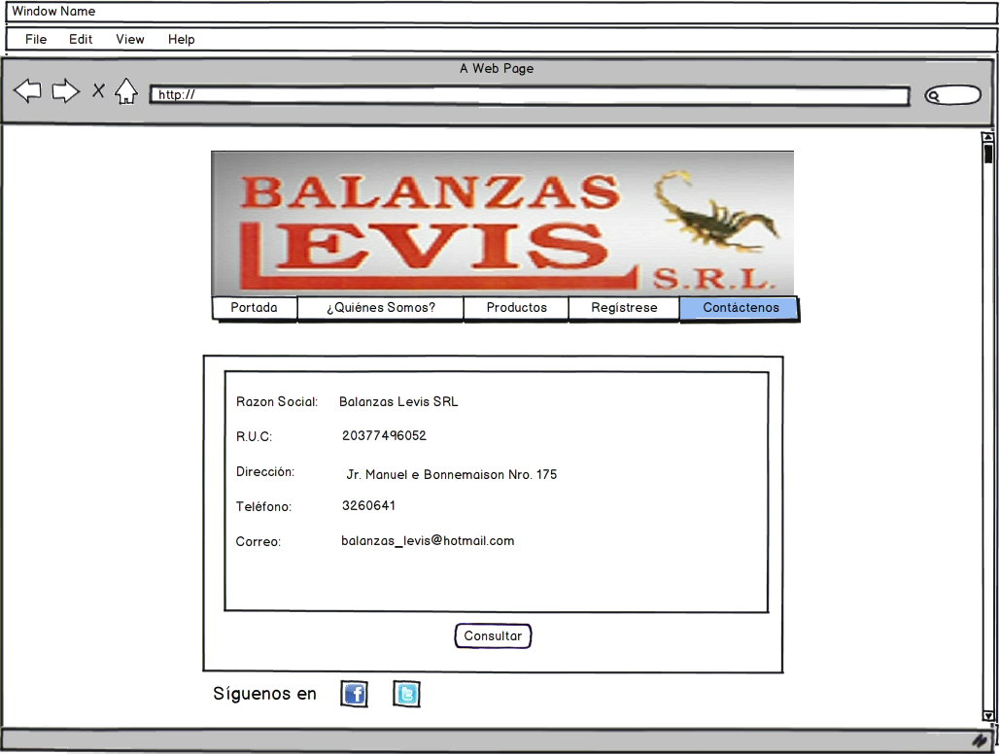 Window Name
File Edit View Help
A Web Page
http://
BALANZAS
LEVIS
S.R.L.
Portada ¿Quiénes Somos? Productos Regístrese Contáctenos
Razon Social: Balanzas Levis SRL
R.U.C: 20377496052
Dirección: Jr. Manuel e Bonnemaison Nro. 175
Teléfono: 3260641
Correo: balanzas_levis@hotmail.com
Consultar
Síguenos en